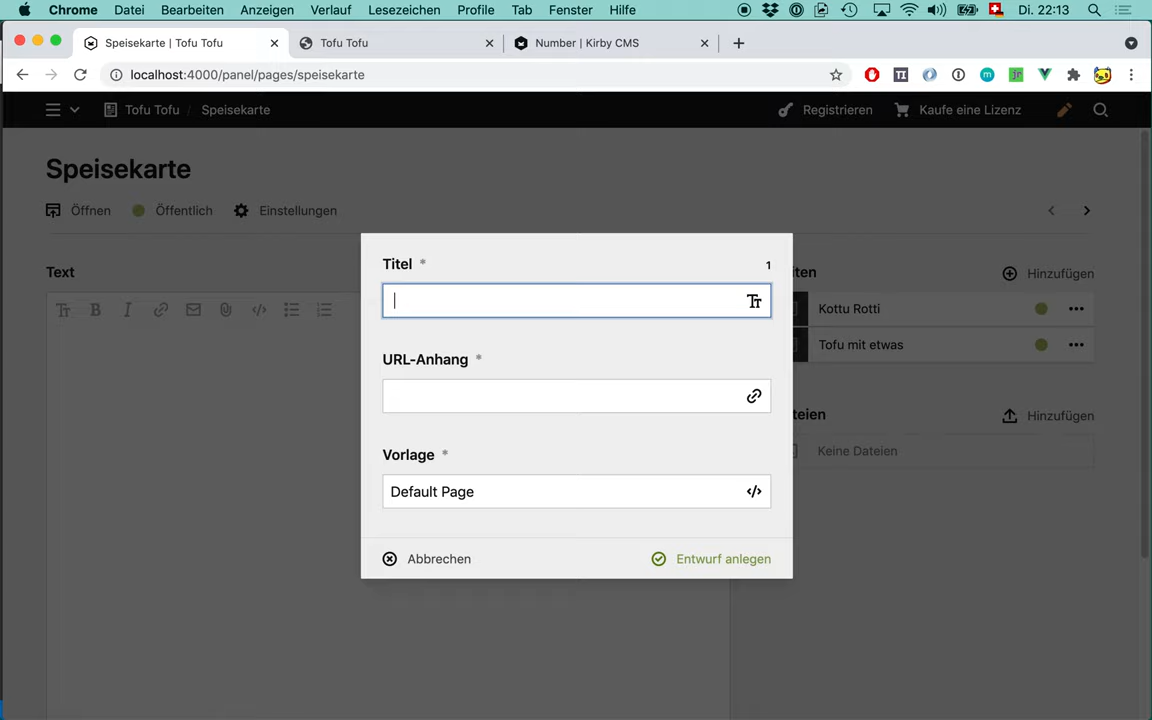 Chrome Datei Bearbeiten Anzeigen Verlauf Lesezeichen Profile Tab Fenster Hilfe Di. 22:13
Speisekarte | Tofu Tofu Tofu Tofu Number | Kirby CMS
localhost:4000/panel/pages/speisekarte
Tofu Tofu / Speisekarte Registrieren Kaufe eine Lizenz
Speisekarte
Öffnen Öffentlich Einstellungen
Titel * 1
Text iten Hinzufügen
Kottu Rotti
Tofu mit etwas
URL-Anhang *
ateien Hinzufügen
Keine Dateien
Vorlage *
Default Page
Abbrechen Entwurf anlegen